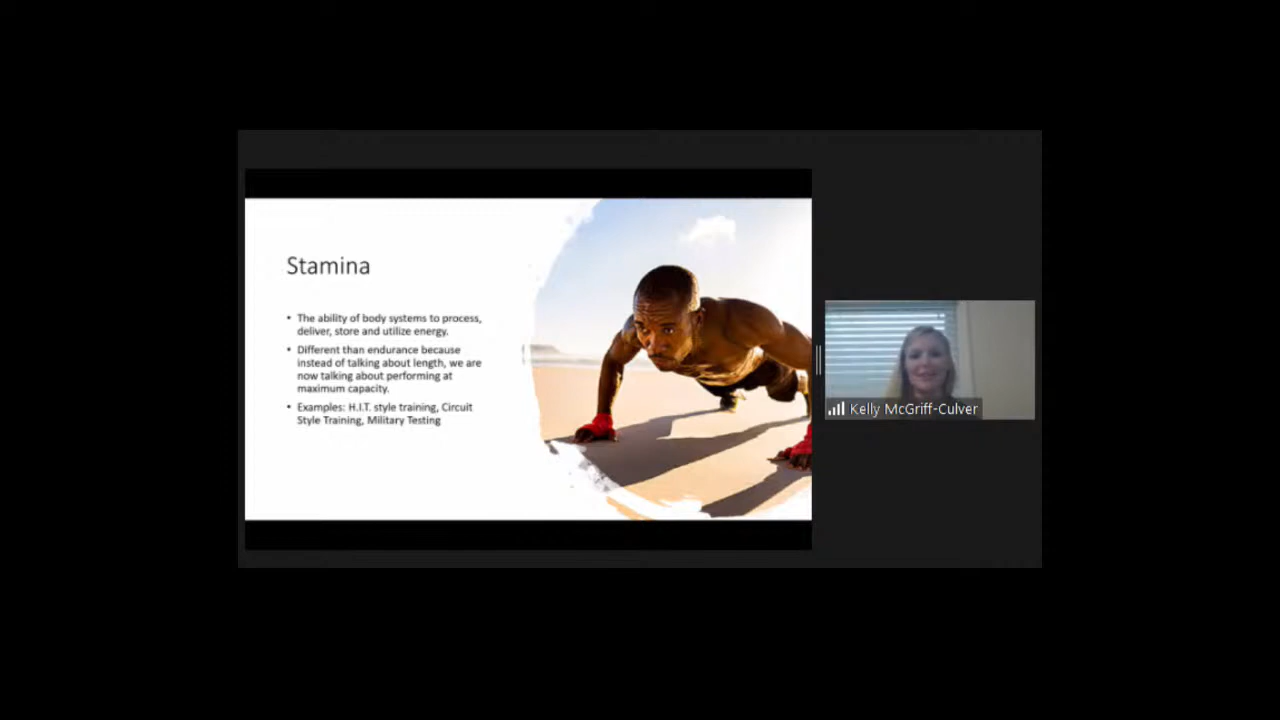 Stamina
• The ability of body systems to process,
deliver, store and utilize energy.
• Different than endurance because
instead of talking about length, we are
now talking about performing at
maximum capacity.
• Examples: H.I.T. style training, Circuit
Style Training, Military Testing
Kelly McGriff-Culver